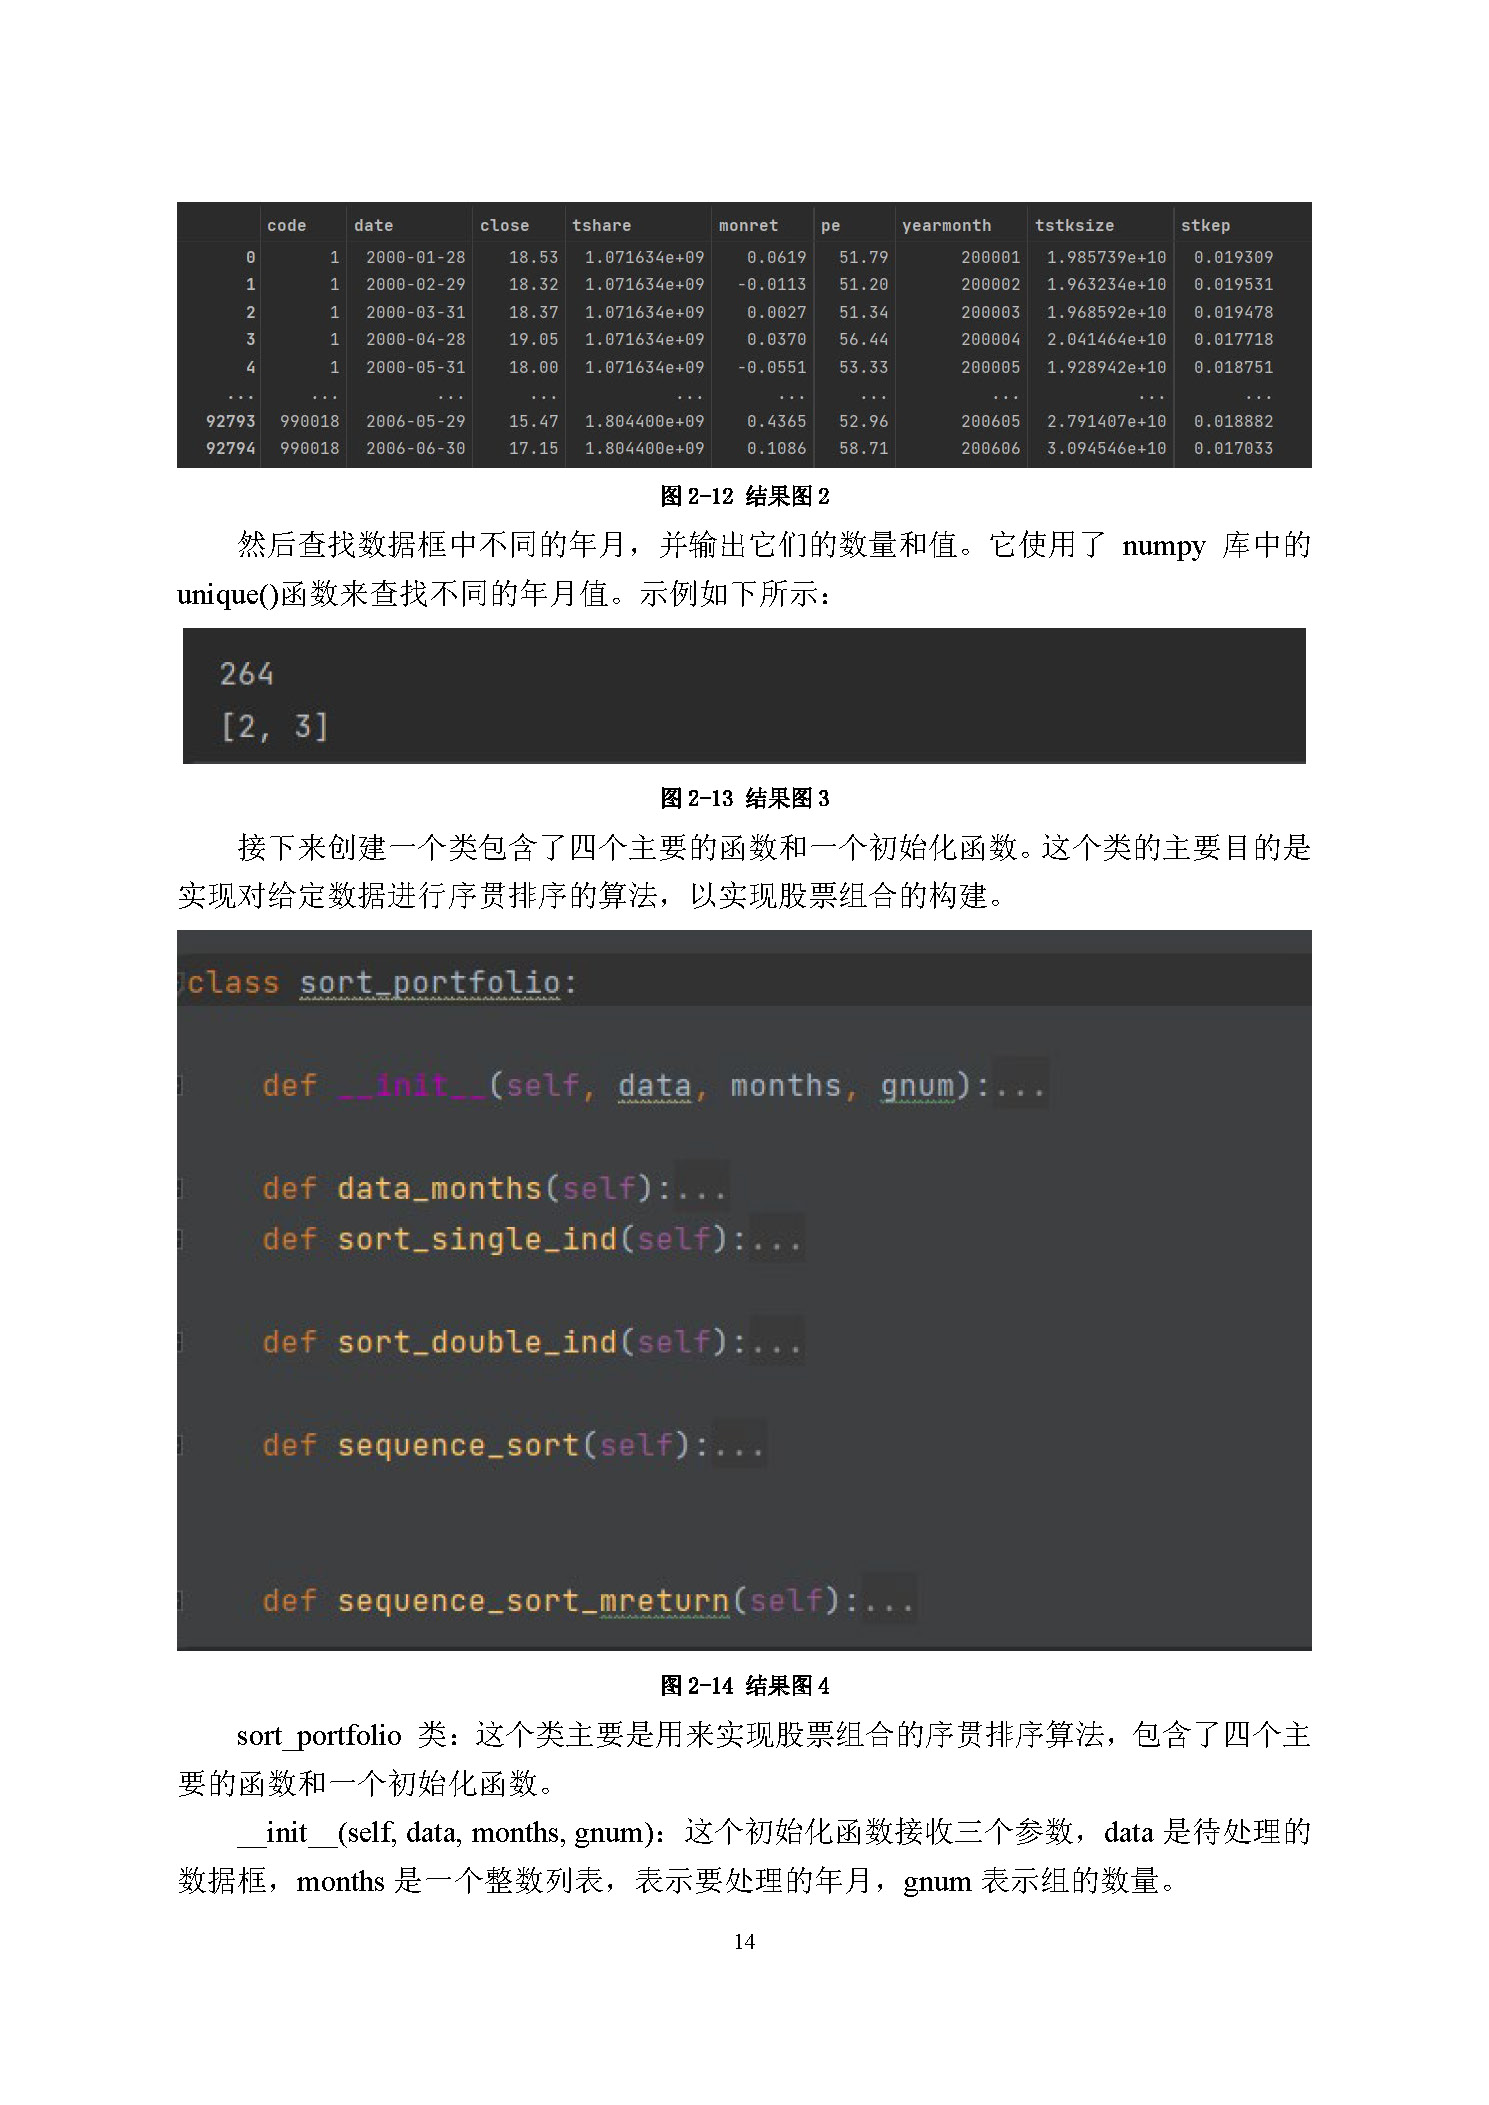 code date close tshare monret pe yearmonth tstksize stkep
0 1 2000-01-28 18.53 1.071634e+09 0.0619 51.79 200001 1.985739e+10 0.019309
1 1 2000-02-29 18.32 1.071634e+09 -0.0113 51.20 200002 1.963234e+10 0.019531
2 1 2000-03-31 18.37 1.071634e+09 0.0027 51.34 200003 1.968592e+10 0.019478
3 1 2000-04-28 19.05 1.071634e+09 0.0370 56.44 200004 2.041464e+10 0.017718
4 1 2000-05-31 18.00 1.071634e+09 -0.0551 53.33 200005 1.928942e+10 0.018751
... ... ... ... ... ... ... ... ... ...
92793 990018 2006-05-29 15.47 1.804400e+09 0.4365 52.96 200605 2.791407e+10 0.018882
92794 990018 2006-06-30 17.15 1.804400e+09 0.1086 58.71 200606 3.094546e+10 0.017033
图 2-12 结果图 2
然后查找数据框中不同的年月，并输出它们的数量和值。它使用了 numpy 库中的
unique()函数来查找不同的年月值。示例如下所示：
264
[2, 3]
图 2-13 结果图 3
接下来创建一个类包含了四个主要的函数和一个初始化函数。这个类的主要目的是
实现对给定数据进行序贯排序的算法，以实现股票组合的构建。
class sort_portfolio:
def __init__(self, data, months, gnum):...
def data_months(self):...
def sort_single_ind(self):...
def sort_double_ind(self):...
def sequence_sort(self):...
def sequence_sort_mreturn(self):...
图 2-14 结果图 4
sort_portfolio 类：这个类主要是用来实现股票组合的序贯排序算法，包含了四个主
要的函数和一个初始化函数。
__init__(self, data, months, gnum)：这个初始化函数接收三个参数，data 是待处理的
数据框，months 是一个整数列表，表示要处理的年月，gnum 表示组的数量。
14